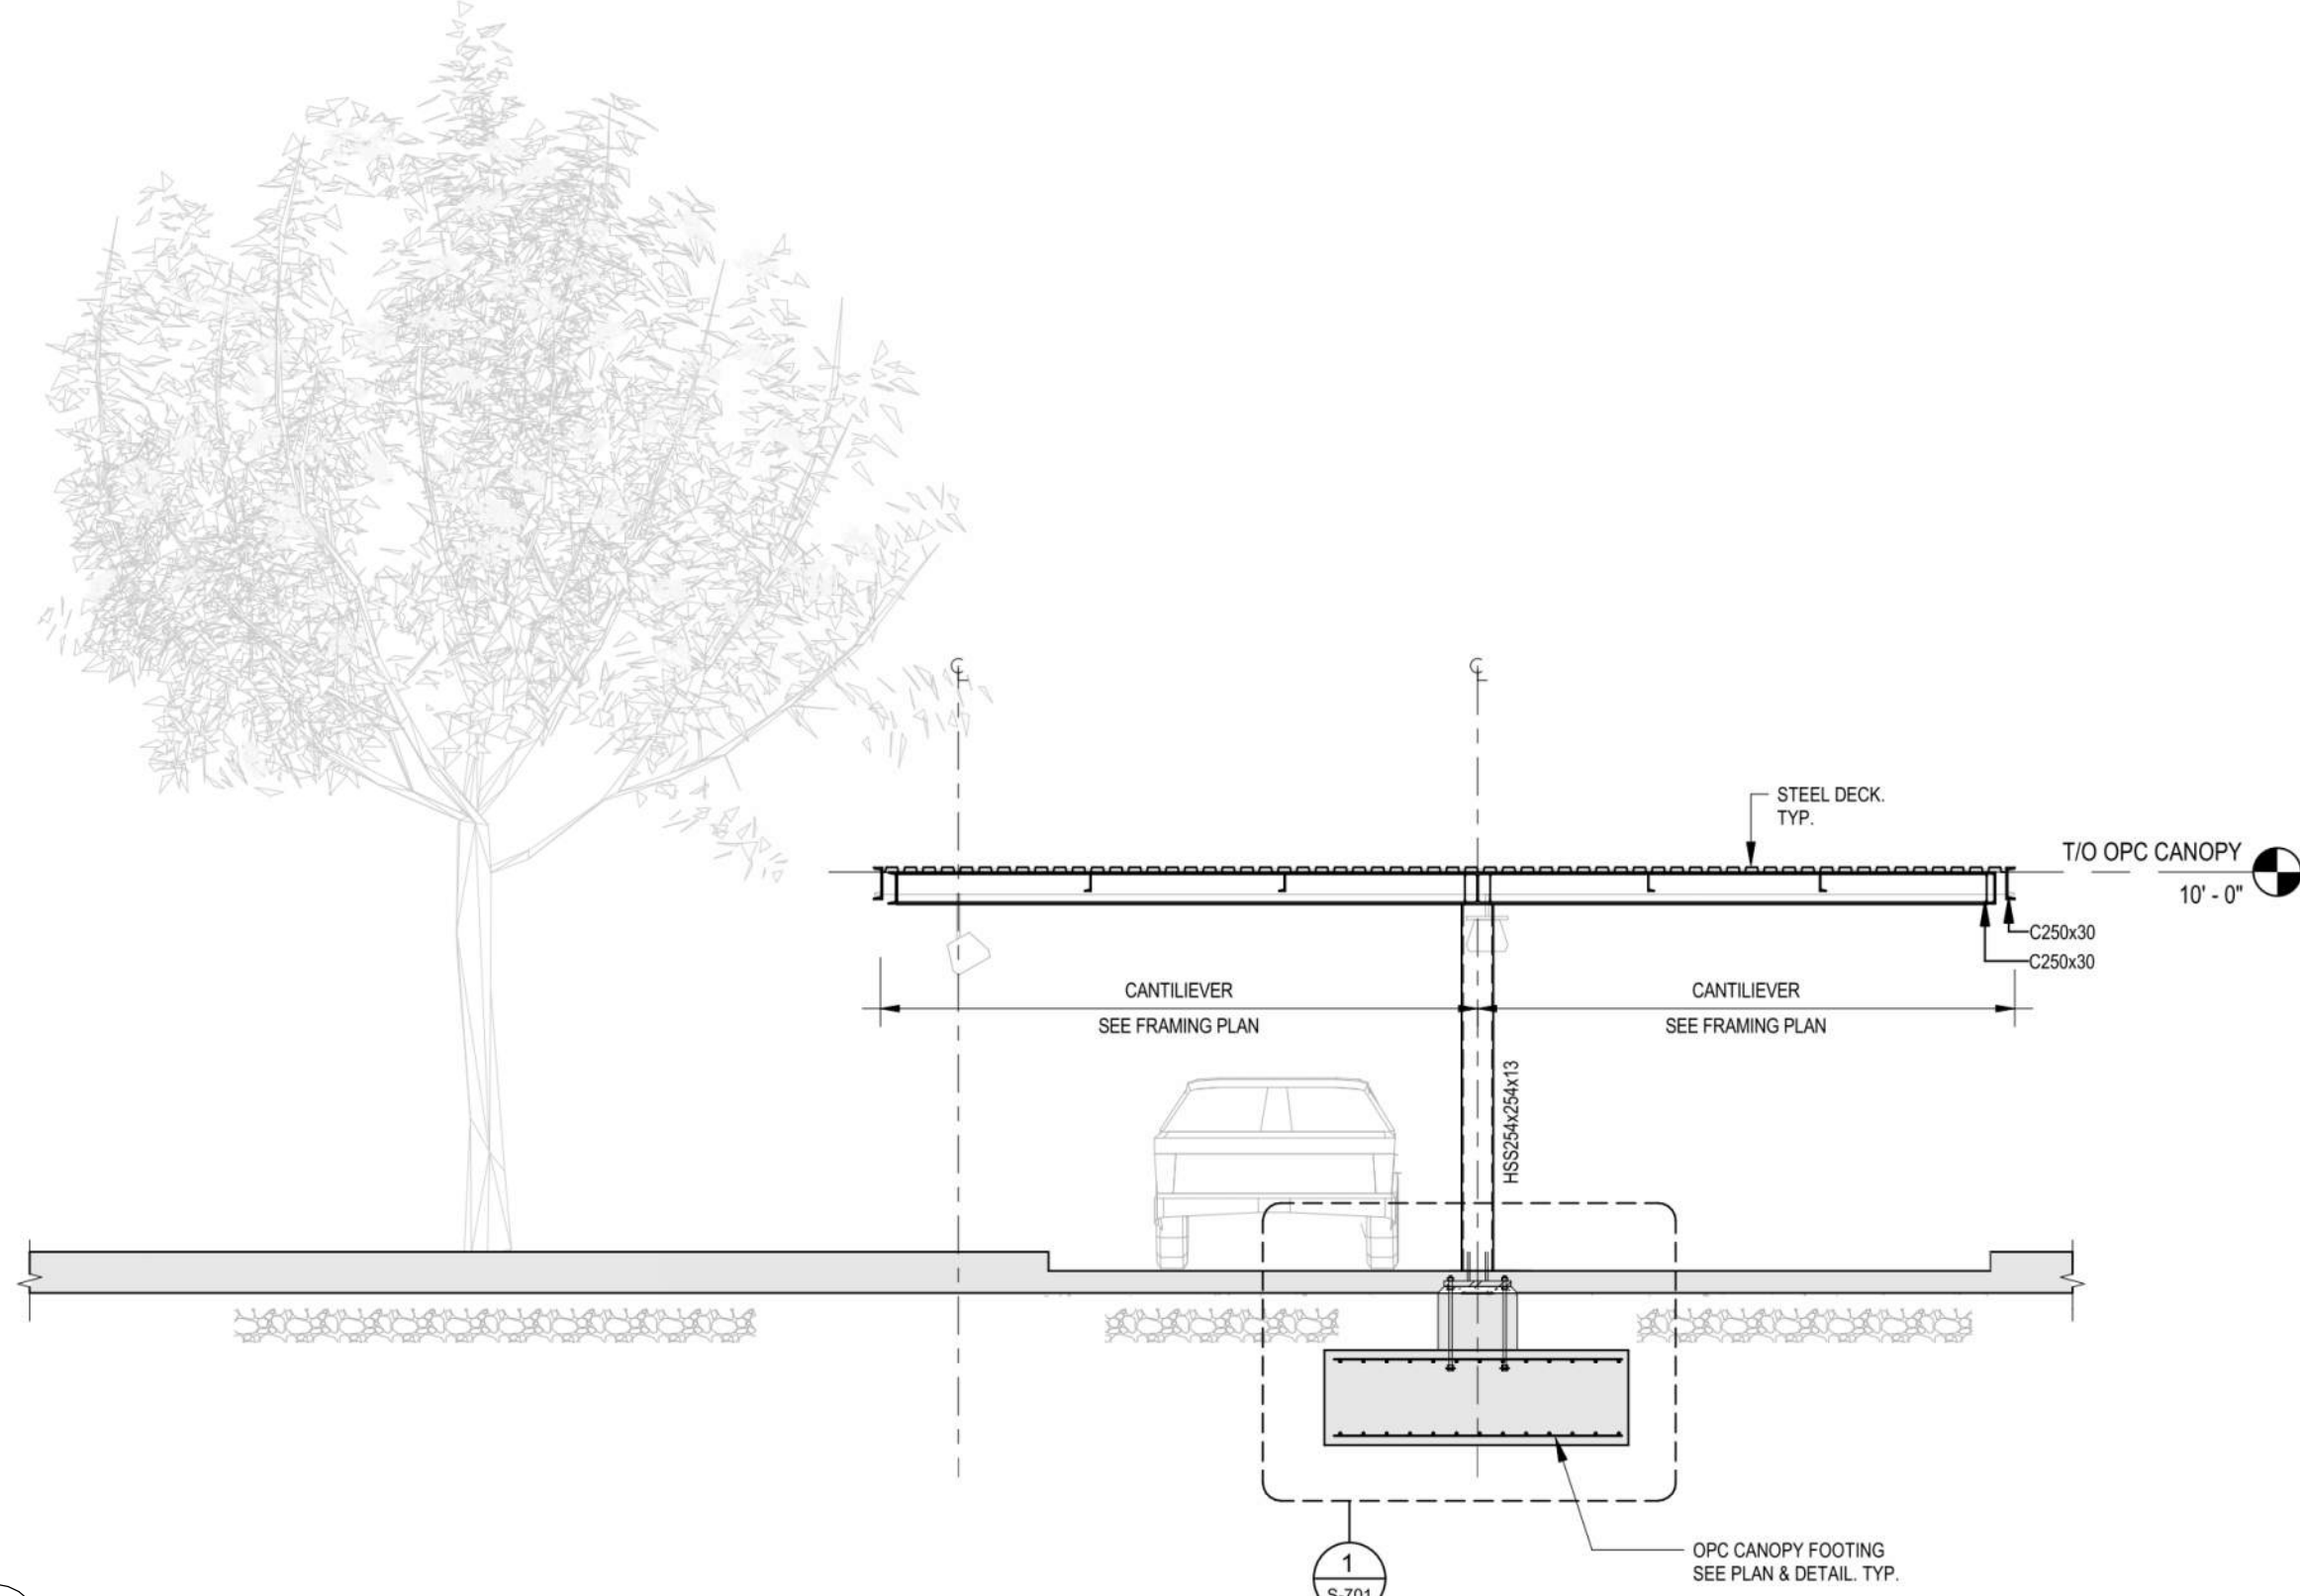 ℄
℄
STEEL DECK.
TYP.
T/O OPC CANOPY
10' - 0"
C250x30
C250x30
CANTILIEVER
SEE FRAMING PLAN
CANTILIEVER
SEE FRAMING PLAN
HSS254x254x13
1
S-701
OPC CANOPY FOOTING
SEE PLAN & DETAIL. TYP.